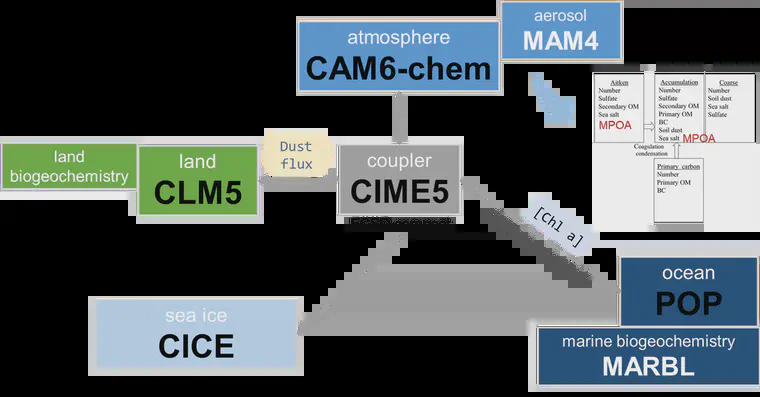 aerosol
MAM4
atmosphere
CAM6-chem
Aitken
Number
Sulfate
Secondary OM
Sea salt
MPOA
Accumulation
Number
Sulfate
Secondary OM
Primary OM
BC
Soil dust
Sea salt
MPOA
Coarse
Number
Soil dust
Sea salt
Sulfate
Coagulation
condensation
Primary carbon
Number
Primary OM
BC
land
biogeochemistry
land
CLM5
Dust
flux
coupler
CIME5
[Chl a]
ocean
POP
sea ice
CICE
marine biogeochemistry
MARBL